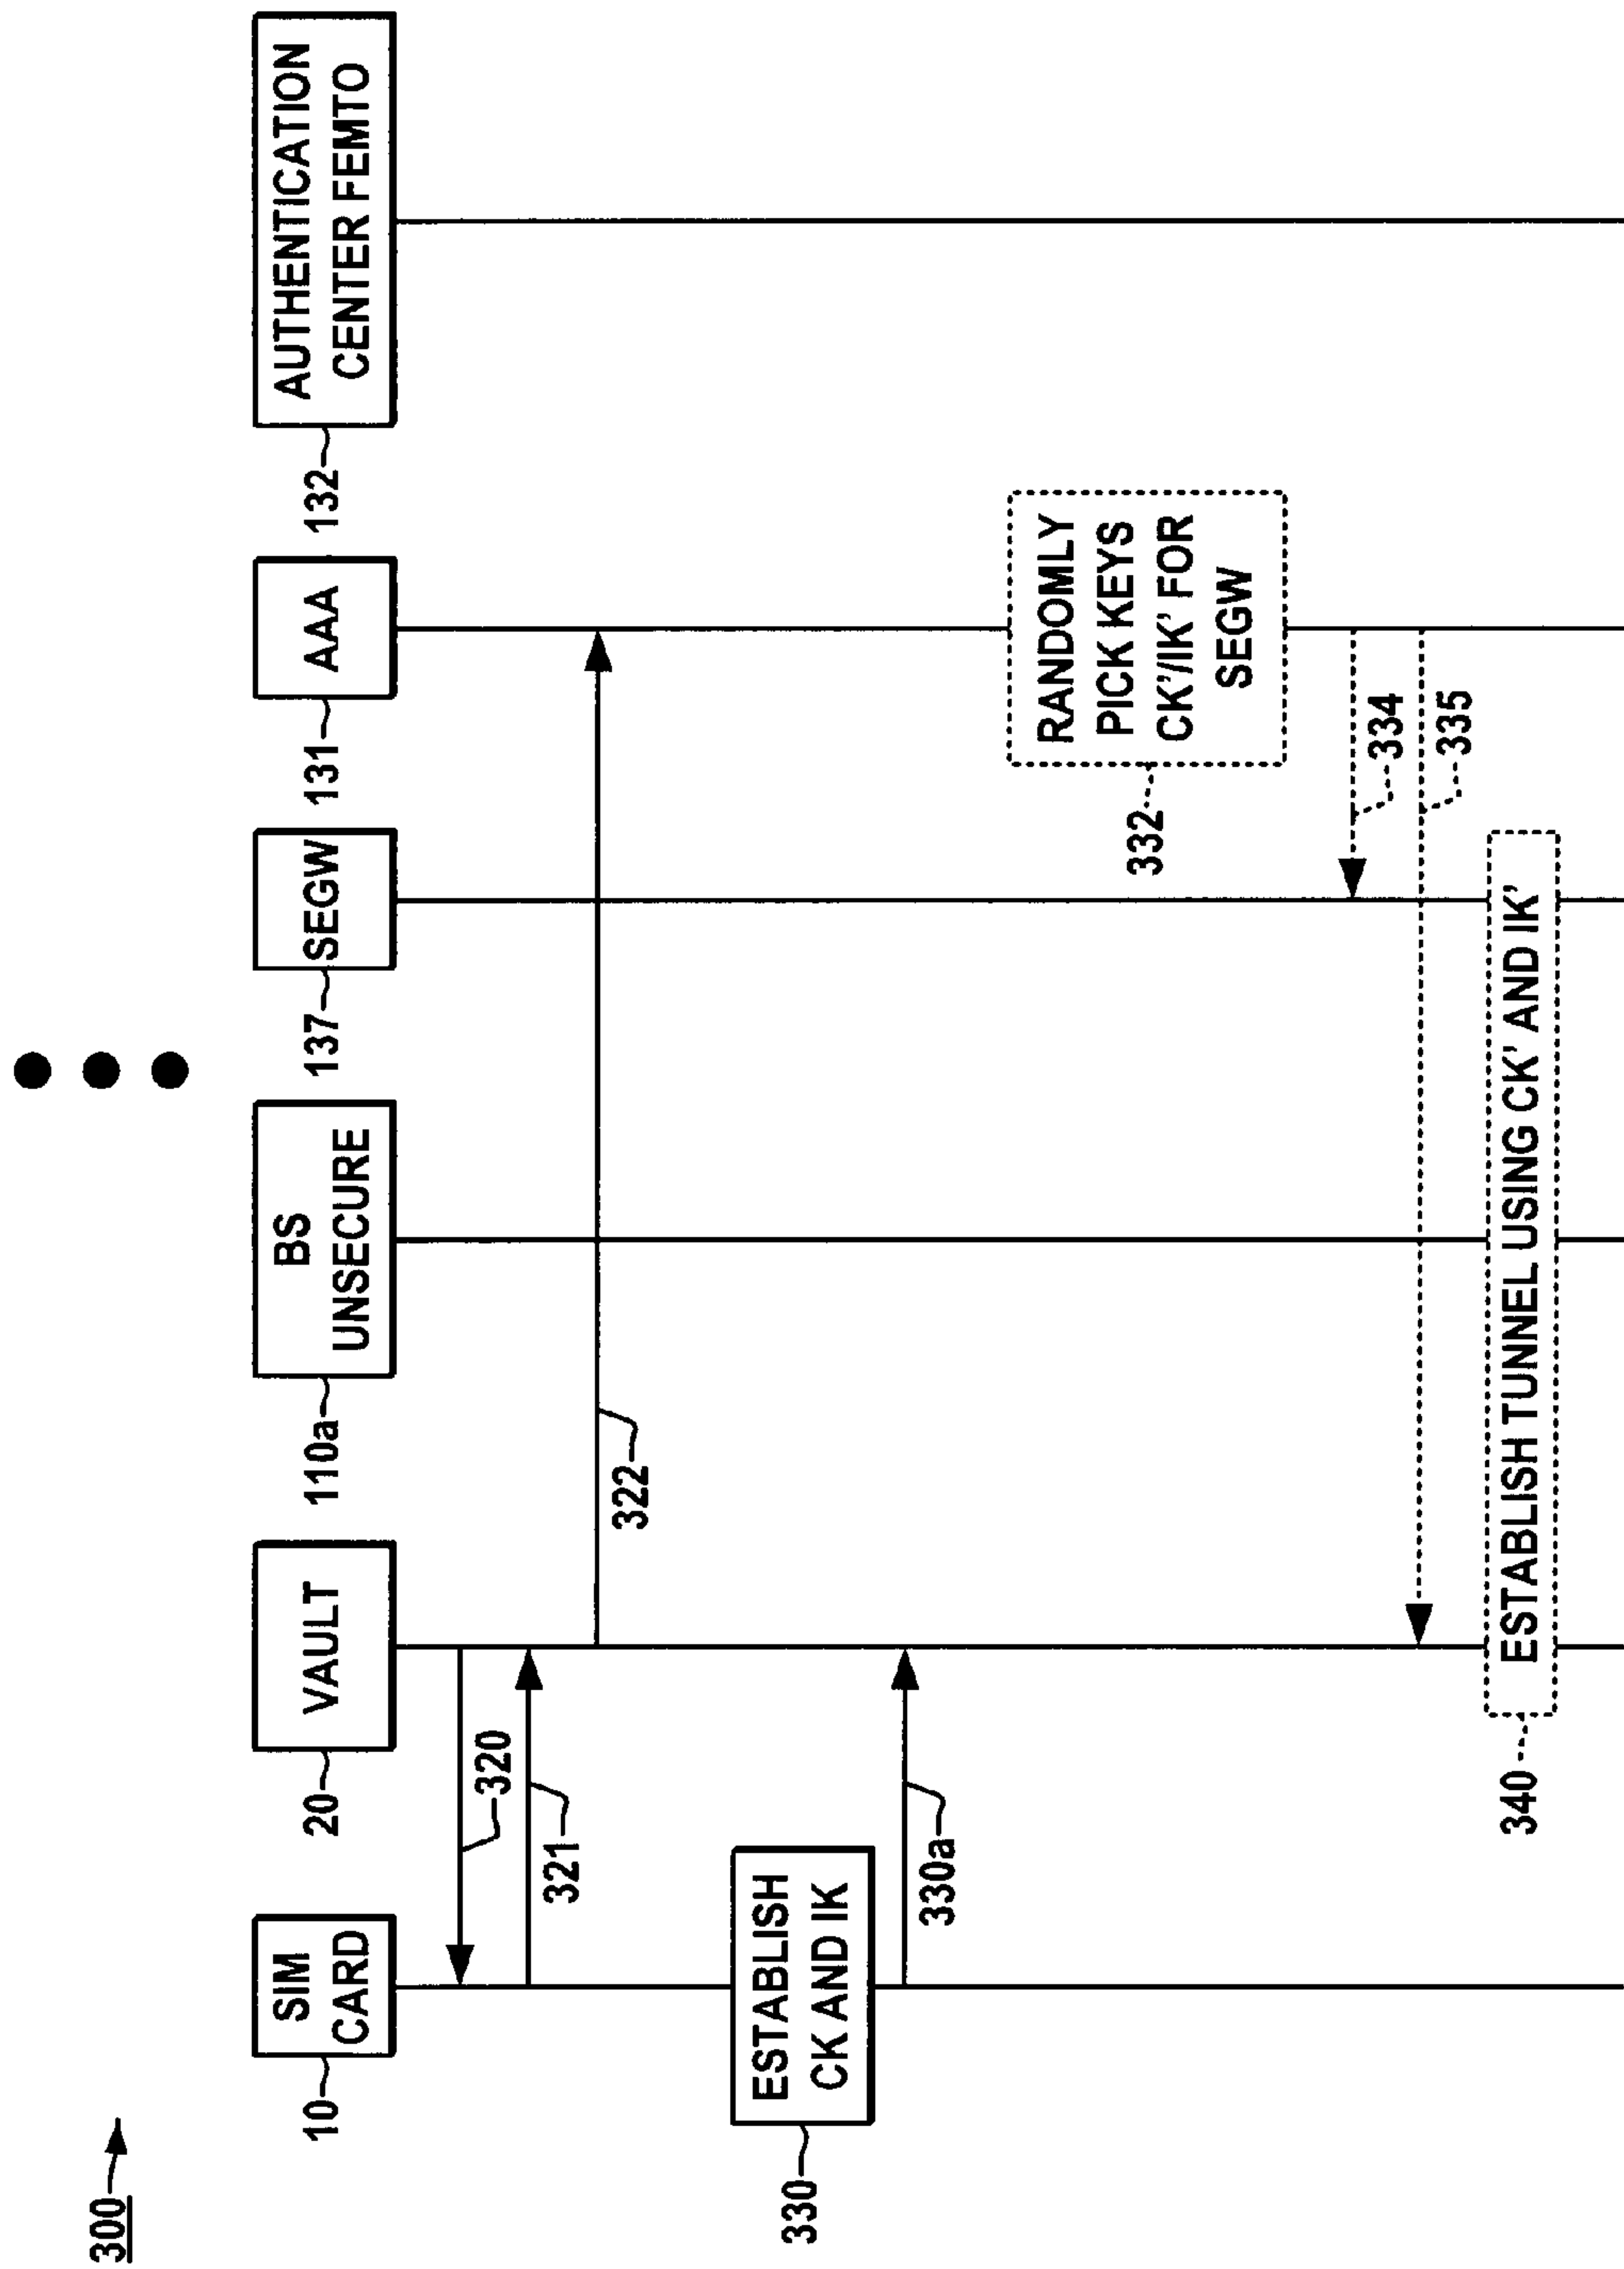 300
10
SIM
CARD
20
VAULT
110a
BS
UNSECURE
137
SEGW
131
AAA
132
AUTHENTICATION
CENTER FEMTO
320
321
322
330
ESTABLISH
CK AND IK
330a
332
RANDOMLY
PICK KEYS
CK'/IK' FOR
SEGW
334
335
340
ESTABLISH TUNNEL USING CK' AND IK'